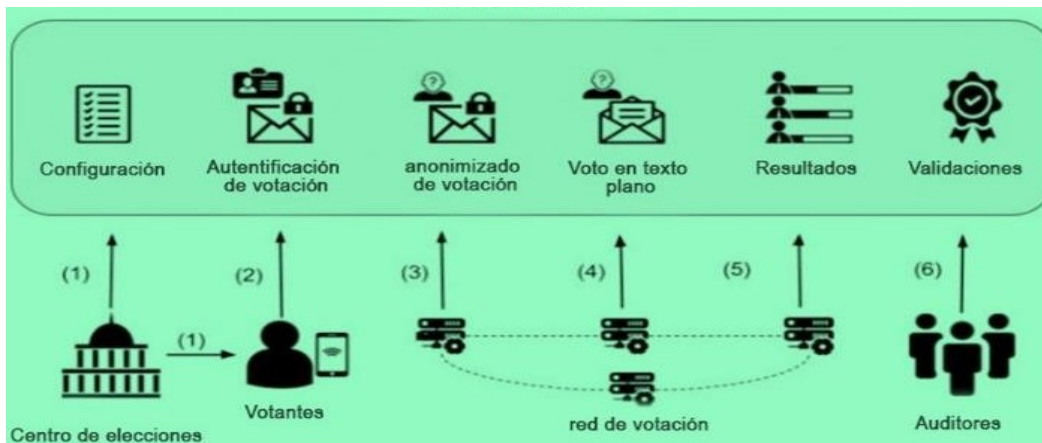 Configuración
Autentificación
de votación
anonimizado
de votación
Voto en texto
plano
Resultados
Validaciones
(1)
(2)
(3)
(4)
(5)
(6)
(1)
Centro de elecciones
Votantes
red de votación
Auditores